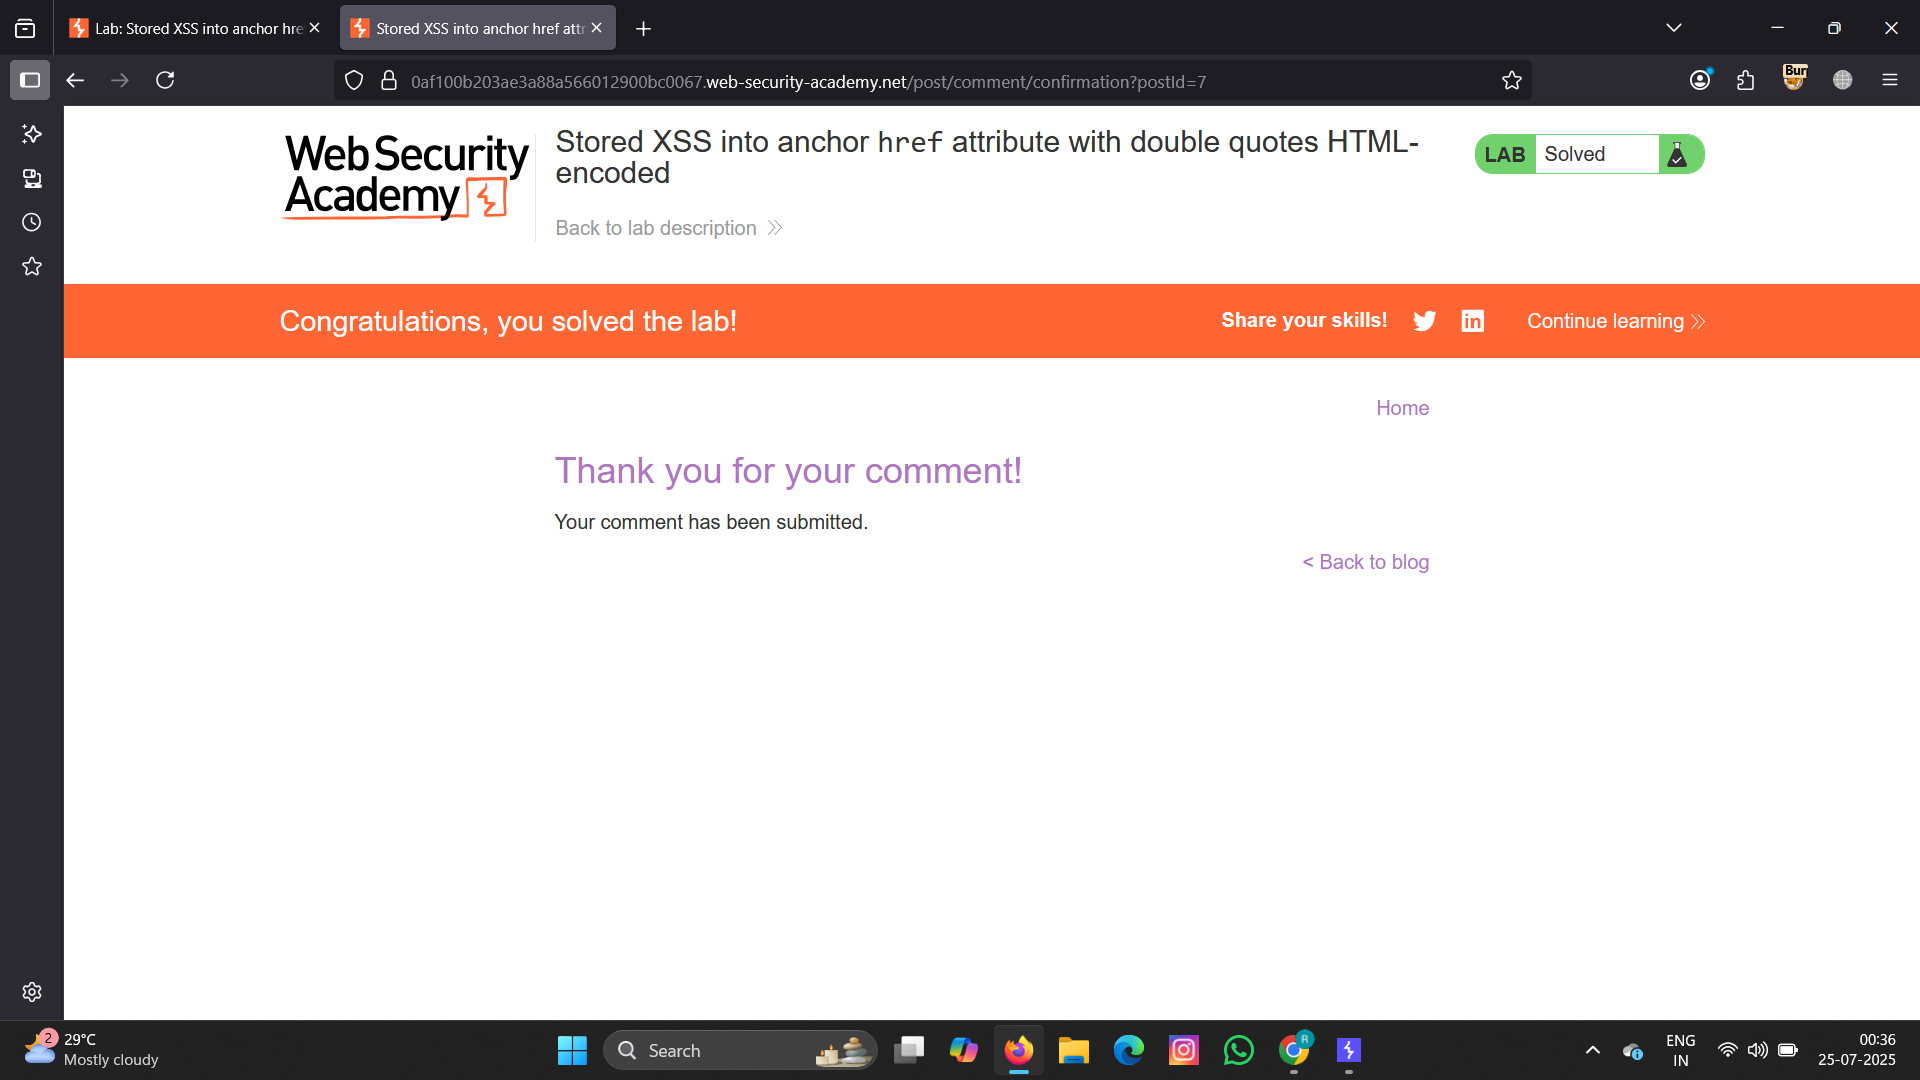 Lab: Stored XSS into anchor hre
Stored XSS into anchor href attr
0af100b203ae3a88a566012900bc0067.web-security-academy.net/post/comment/confirmation?postId=7
Bur
Web Security
Academy
Stored XSS into anchor href attribute with double quotes HTML-
encoded
Back to lab description
LAB Solved
Congratulations, you solved the lab!
Share your skills!
in
Continue learning
Home
Thank you for your comment!
Your comment has been submitted.
< Back to blog
2
29°C
Mostly cloudy
Search
R
ENG
IN
00:36
25-07-2025